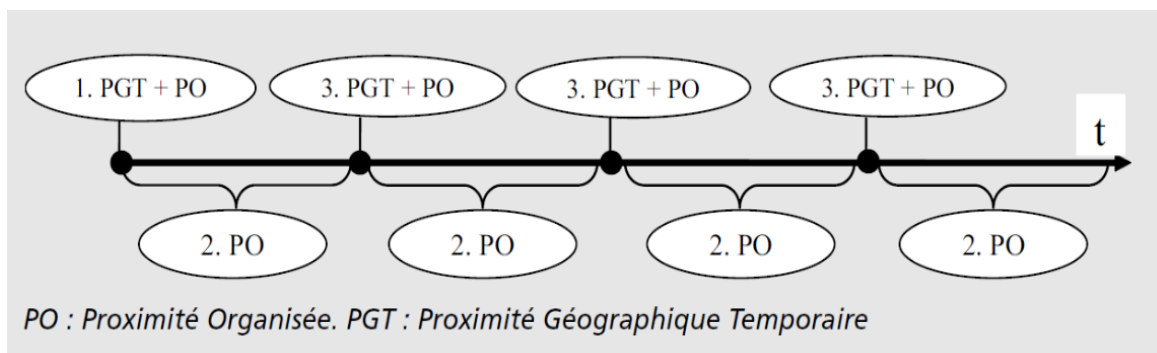 1. PGT + PO
3. PGT + PO
3. PGT + PO
3. PGT + PO
t
2. PO
2. PO
2. PO
2. PO
PO : Proximité Organisée. PGT : Proximité Géographique Temporaire